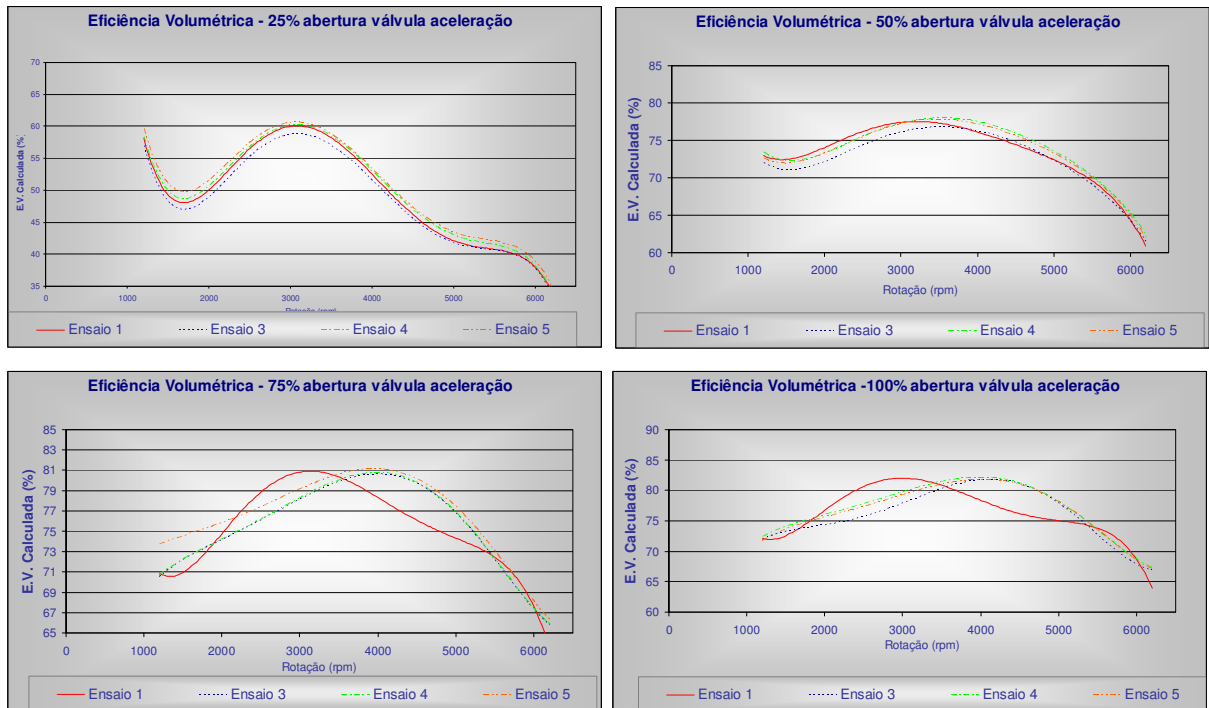 Eficiência Volumétrica - 25% abertura válvula aceleração
E.V. Calculada (%)
70
65
60
55
50
45
40
35
0 1000 2000 3000 4000 5000 6000
Rotação (rpm)
Ensaio 1 Ensaio 3 Ensaio 4 Ensaio 5
Eficiência Volumétrica - 50% abertura válvula aceleração
E.V. Calculada (%)
85
80
75
70
65
60
0 1000 2000 3000 4000 5000 6000
Rotação (rpm)
Ensaio 1 Ensaio 3 Ensaio 4 Ensaio 5
Eficiência Volumétrica - 75% abertura válvula aceleração
E.V. Calculada (%)
85
83
81
79
77
75
73
71
69
67
65
0 1000 2000 3000 4000 5000 6000
Rotação (rpm)
Ensaio 1 Ensaio 3 Ensaio 4 Ensaio 5
Eficiência Volumétrica -100% abertura válvula aceleração
E.V. Calculada (%)
90
85
80
75
70
65
60
0 1000 2000 3000 4000 5000 6000
Rotação (rpm)
Ensaio 1 Ensaio 3 Ensaio 4 Ensaio 5